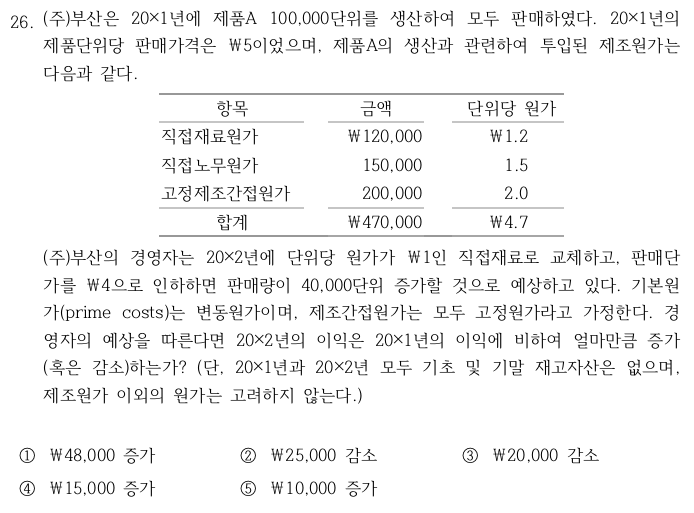 26. (주)부산은 20×1년에 제품A 100,000단위를 생산하여 모두 판매하였다. 20×1년의
제품단위당 판매가격은 ₩5이었으며, 제품A의 생산과 관련하여 투입된 제조원가는
다음과 같다.
항목 금액 단위당 원가
직접재료원가 ₩120,000 ₩1.2
직접노무원가 150,000 1.5
고정제조간접원가 200,000 2.0
합계 ₩470,000 ₩4.7
(주)부산의 경영자는 20×2년에 단위당 원가가 ₩1인 직접재료로 교체하고, 판매단
가를 ₩4으로 인하하면 판매량이 40,000단위 증가할 것으로 예상하고 있다. 기본원
가(prime costs)는 변동원가이며, 제조간접원가는 모두 고정원가라고 가정한다. 경
영자의 예상을 따른다면 20×2년의 이익은 20×1년의 이익에 비하여 얼마만큼 증가
(혹은 감소)하는가? (단, 20×1년과 20×2년 모두 기초 및 기말 재고자산은 없으며,
제조원가 이외의 원가는 고려하지 않는다.)
① ₩48,000 증가 ② ₩25,000 감소 ③ ₩20,000 감소
④ ₩15,000 증가 ⑤ ₩10,000 증가